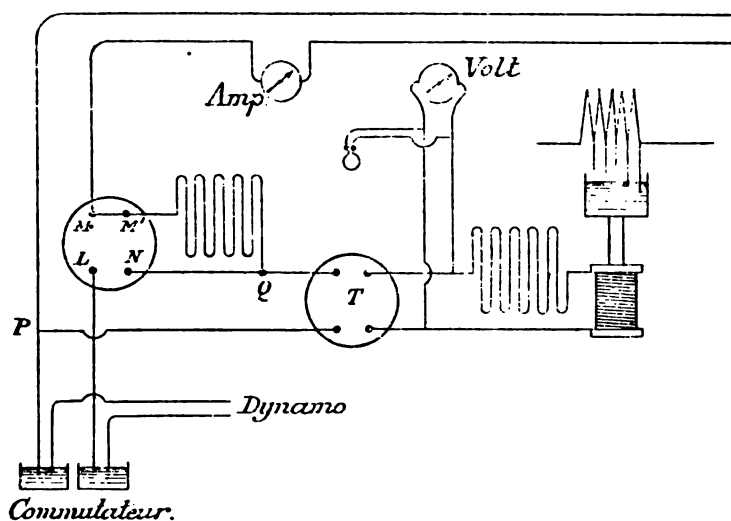 Volt
Amp.
M M'
L N
Q
T
P
Dynamo
Commutateur.